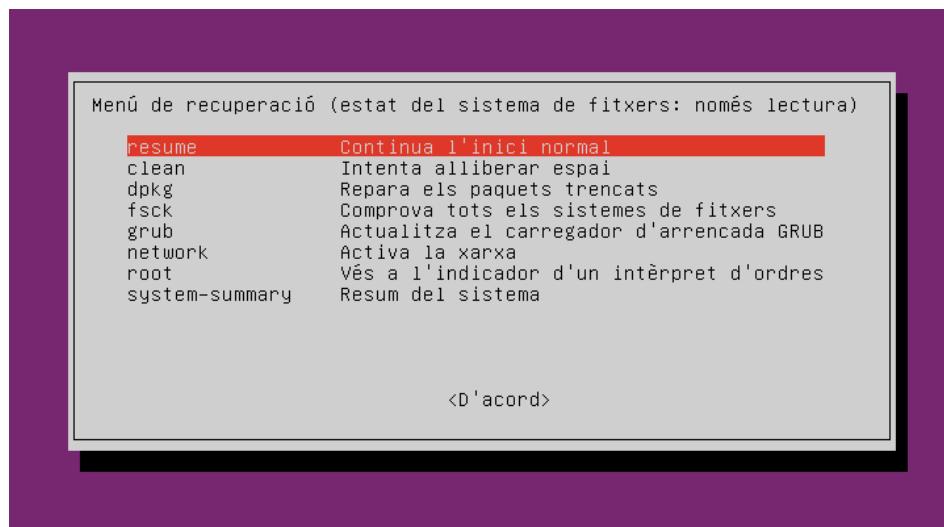 Menú de recuperació (estat del sistema de fitxers: només lectura)
resume Continua l'inici normal
clean Intenta alliberar espai
dpkg Repara els paquets trencats
fsck Comprova tots els sistemes de fitxers
grub Actualitza el carregador d'arrencada GRUB
network Activa la xarxa
root Vés a l'indicador d'un intèrpret d'ordres
system-summary Resum del sistema
<D'acord>